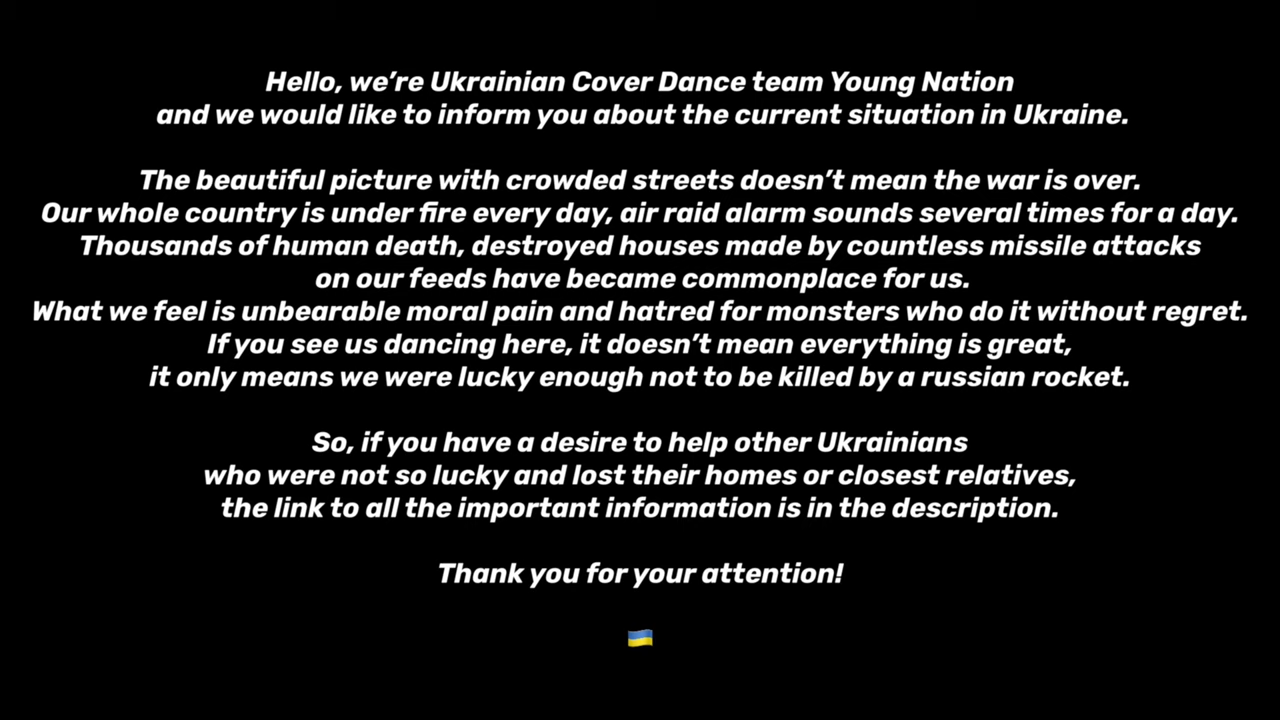 Hello, we’re Ukrainian Cover Dance team Young Nation
and we would like to inform you about the current situation in Ukraine.
The beautiful picture with crowded streets doesn’t mean the war is over.
Our whole country is under fire every day, air raid alarm sounds several times for a day.
Thousands of human death, destroyed houses made by countless missile attacks
on our feeds have became commonplace for us.
What we feel is unbearable moral pain and hatred for monsters who do it without regret.
If you see us dancing here, it doesn’t mean everything is great,
it only means we were lucky enough not to be killed by a russian rocket.
So, if you have a desire to help other Ukrainians
who were not so lucky and lost their homes or closest relatives,
the link to all the important information is in the description.
Thank you for your attention!